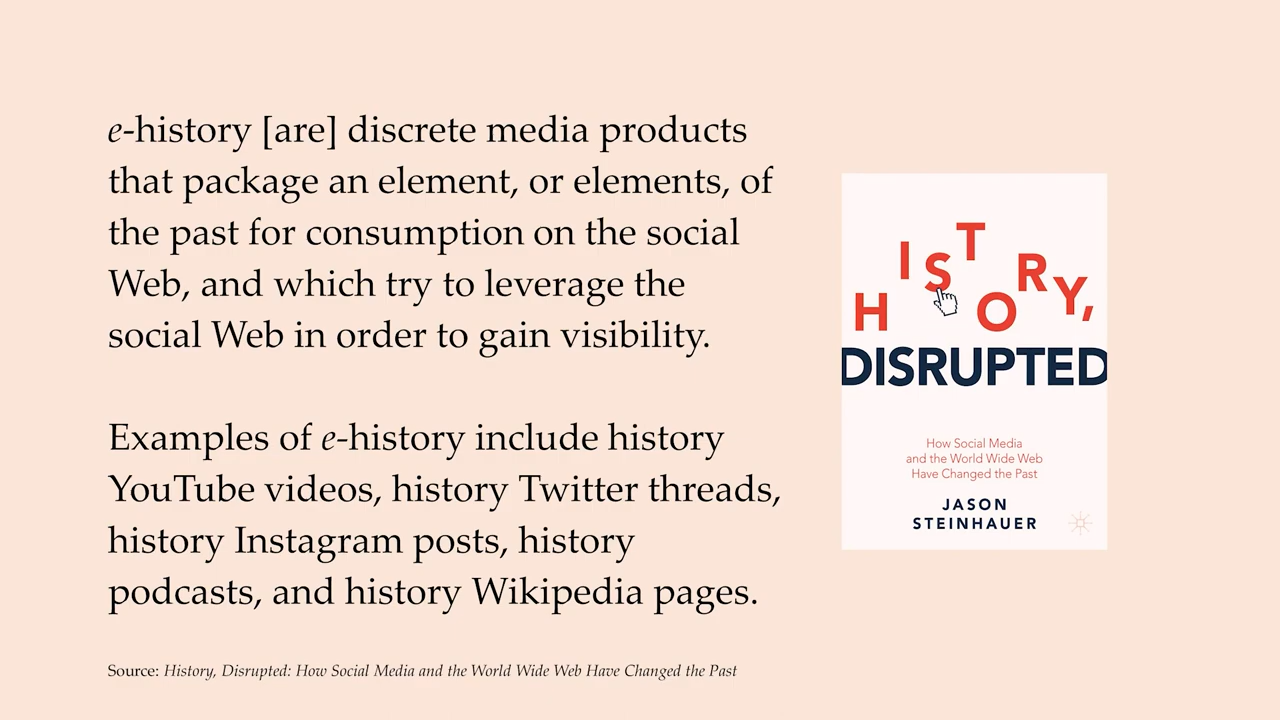 e-history [are] discrete media products
that package an element, or elements, of
the past for consumption on the social
Web, and which try to leverage the
social Web in order to gain visibility.
Examples of e-history include history
YouTube videos, history Twitter threads,
history Instagram posts, history
podcasts, and history Wikipedia pages.
Source: History, Disrupted: How Social Media and the World Wide Web Have Changed the Past
HISTORY,
DISRUPTED
How Social Media
and the World Wide Web
Have Changed the Past
JASON
STEINHAUER